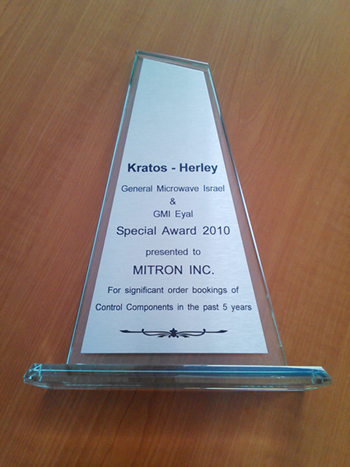 Kratos - Herley
General Microwave Israel
&
GMI Eyal
Special Award 2010
presented to
MITRON INC.
For significant order bookings of
Control Components in the past 5 years